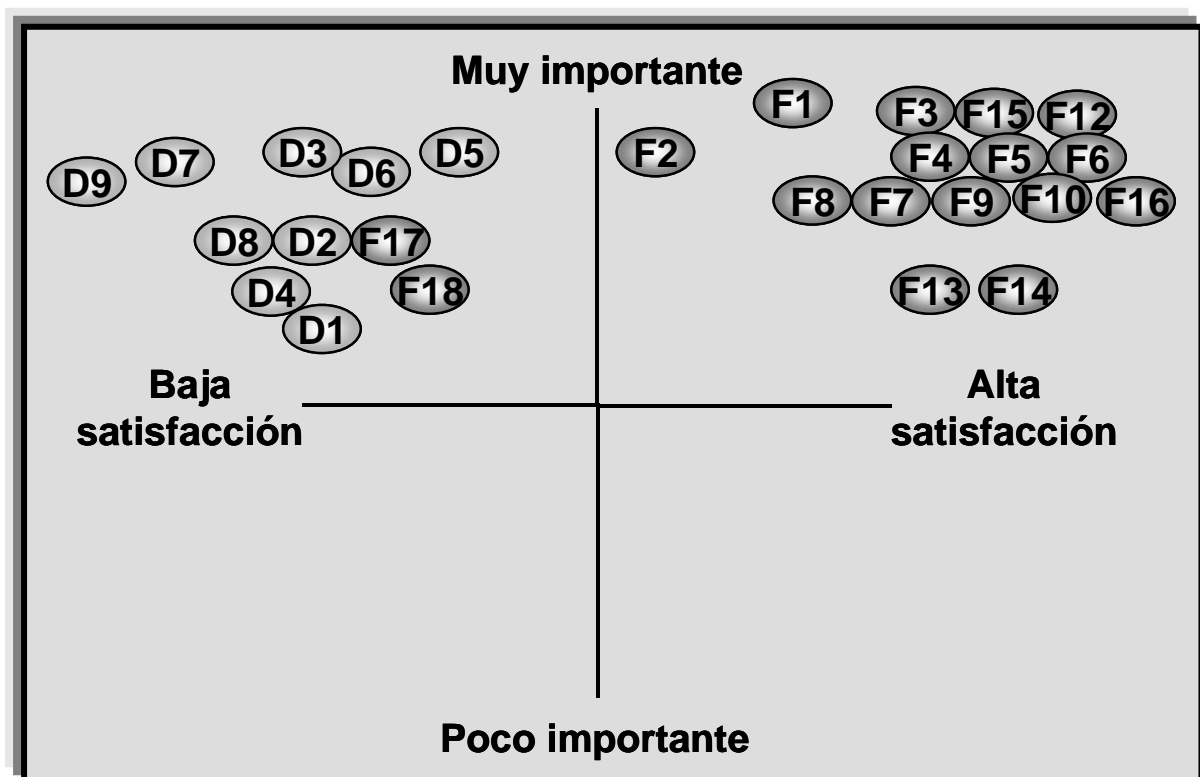 Muy importante
F1
F3 F15 F12
D7 D3 D6 D5 F2 F4 F5 F6
D9 F8 F7 F9 F10 F16
D8 D2 F17
D4 F18 F13 F14
D1
Baja
satisfacción
Alta
satisfacción
Poco importante